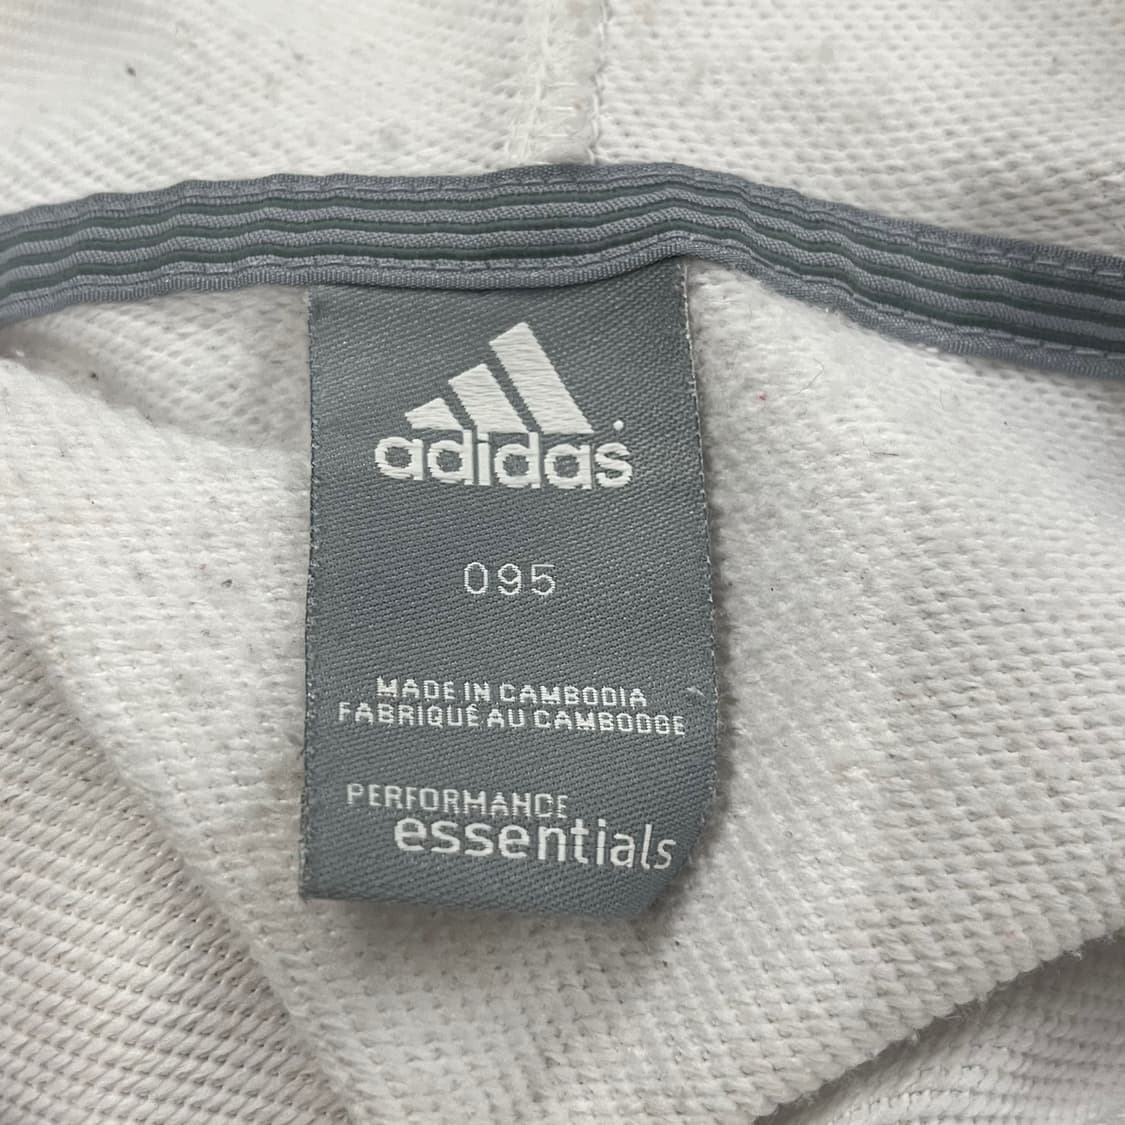 adidas
095
MADE IN CAMBODIA
FABRIQUÉ AU CAMBODGE
PERFORMANCE
essentials